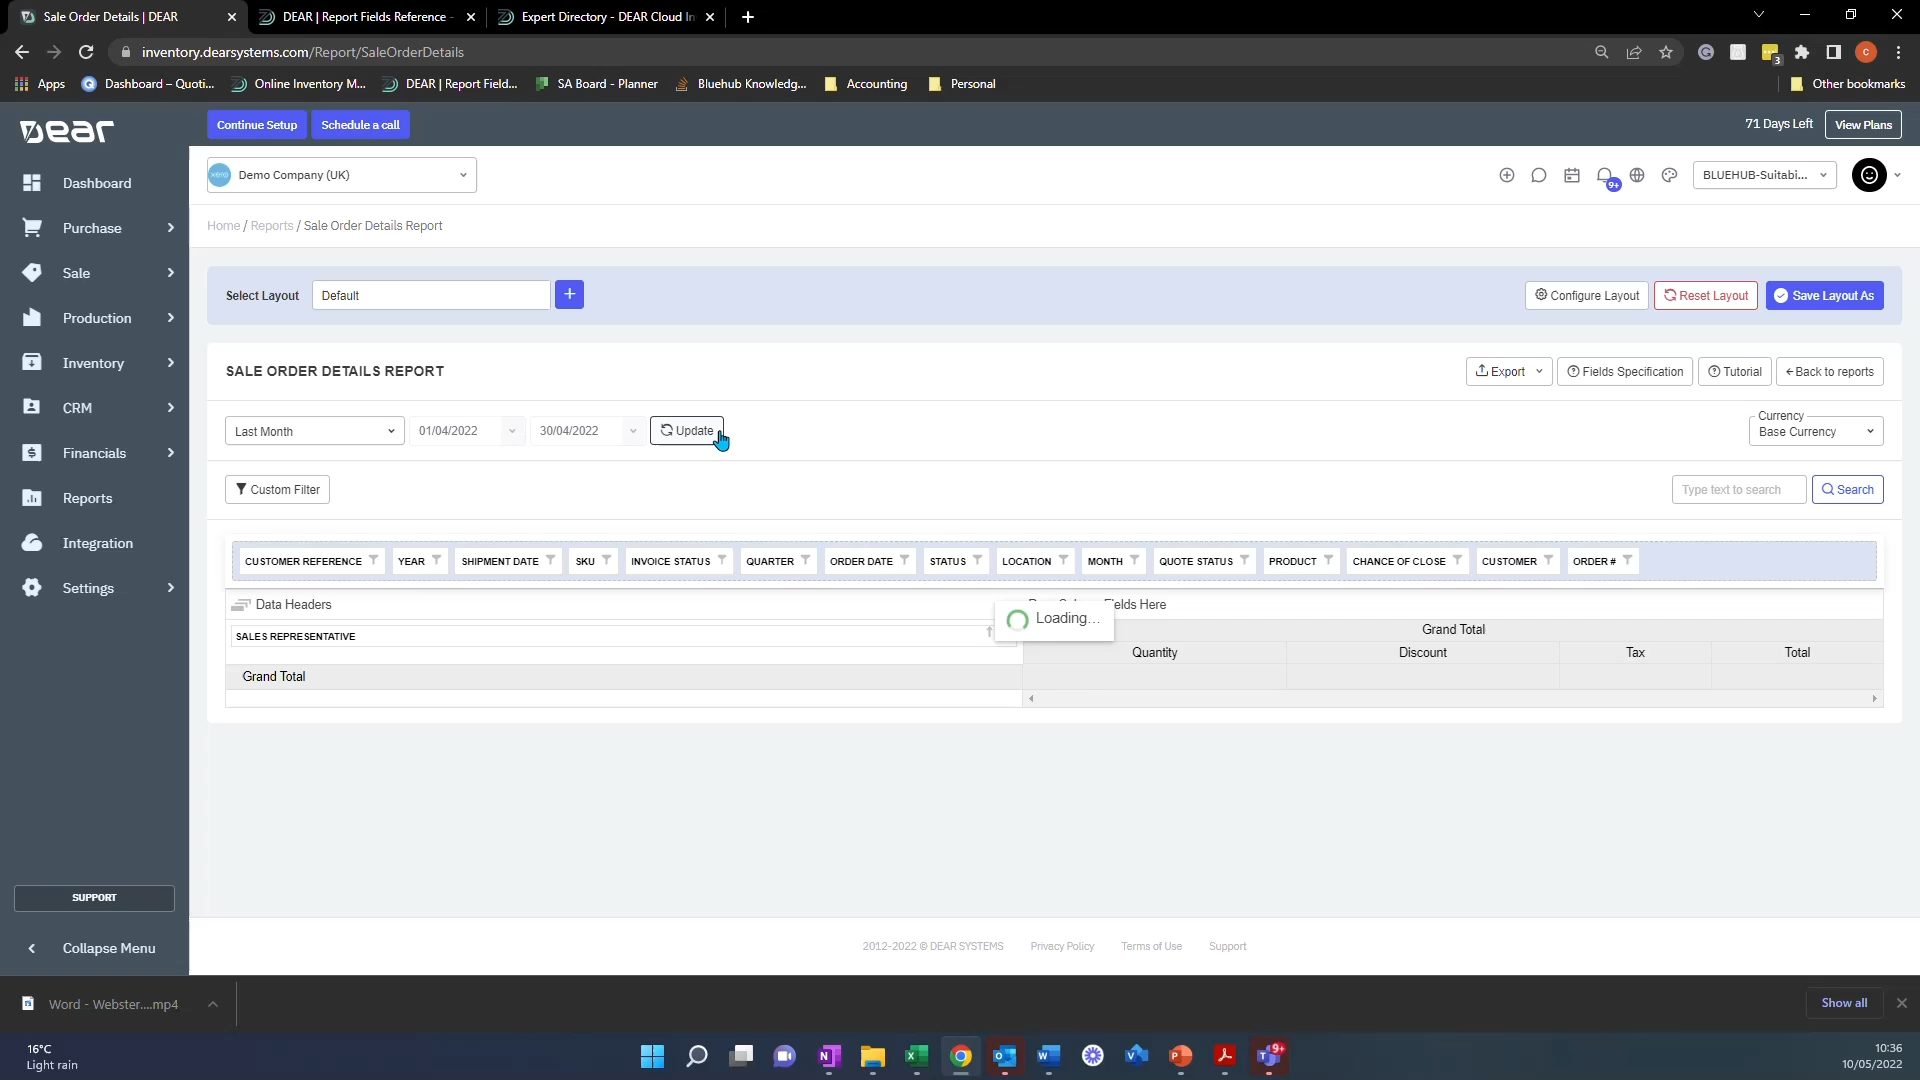 Sale Order Details | DEAR
DEAR | Report Fields Reference -
Expert Directory - DEAR Cloud In
inventory.dearsystems.com/Report/SaleOrderDetails
3
C
Apps
Dashboard – Quoti...
Online Inventory M...
DEAR | Report Field...
SA Board - Planner
Bluehub Knowledg...
Accounting
Personal
Other bookmarks
Dear
Continue Setup
Schedule a call
71 Days Left
View Plans
Demo Company (UK)
9+
BLUEHUB-Suitabi...
Home / Reports / Sale Order Details Report
Dashboard
Purchase
Sale
Production
Inventory
CRM
Financials
Reports
Integration
Settings
SUPPORT
Collapse Menu
Select Layout
Default
+
Configure Layout
Reset Layout
Save Layout As
SALE ORDER DETAILS REPORT
Export
Fields Specification
Tutorial
Back to reports
Last Month
01/04/2022
30/04/2022
Update
Currency
Base Currency
Custom Filter
Type text to search
Search
CUSTOMER REFERENCE
YEAR
SHIPMENT DATE
SKU
INVOICE STATUS
QUARTER
ORDER DATE
STATUS
LOCATION
MONTH
QUOTE STATUS
PRODUCT
CHANCE OF CLOSE
CUSTOMER
ORDER #
Data Headers
Fields Here
Loading...
SALES REPRESENTATIVE
Grand Total
Quantity
Discount
Tax
Total
Grand Total
2012-2022 © DEAR SYSTEMS
Privacy Policy
Terms of Use
Support
Word - Webster....mp4
Show all
16°C
Light rain
9+
10:36
10/05/2022